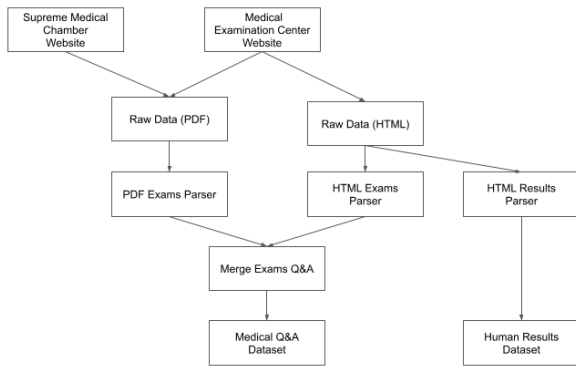 Supreme Medical
Chamber
Website
Medical
Examination Center
Website
Raw Data (PDF)
Raw Data (HTML)
PDF Exams Parser
HTML Exams
Parser
HTML Results
Parser
Merge Exams Q&A
Medical Q&A
Dataset
Human Results
Dataset